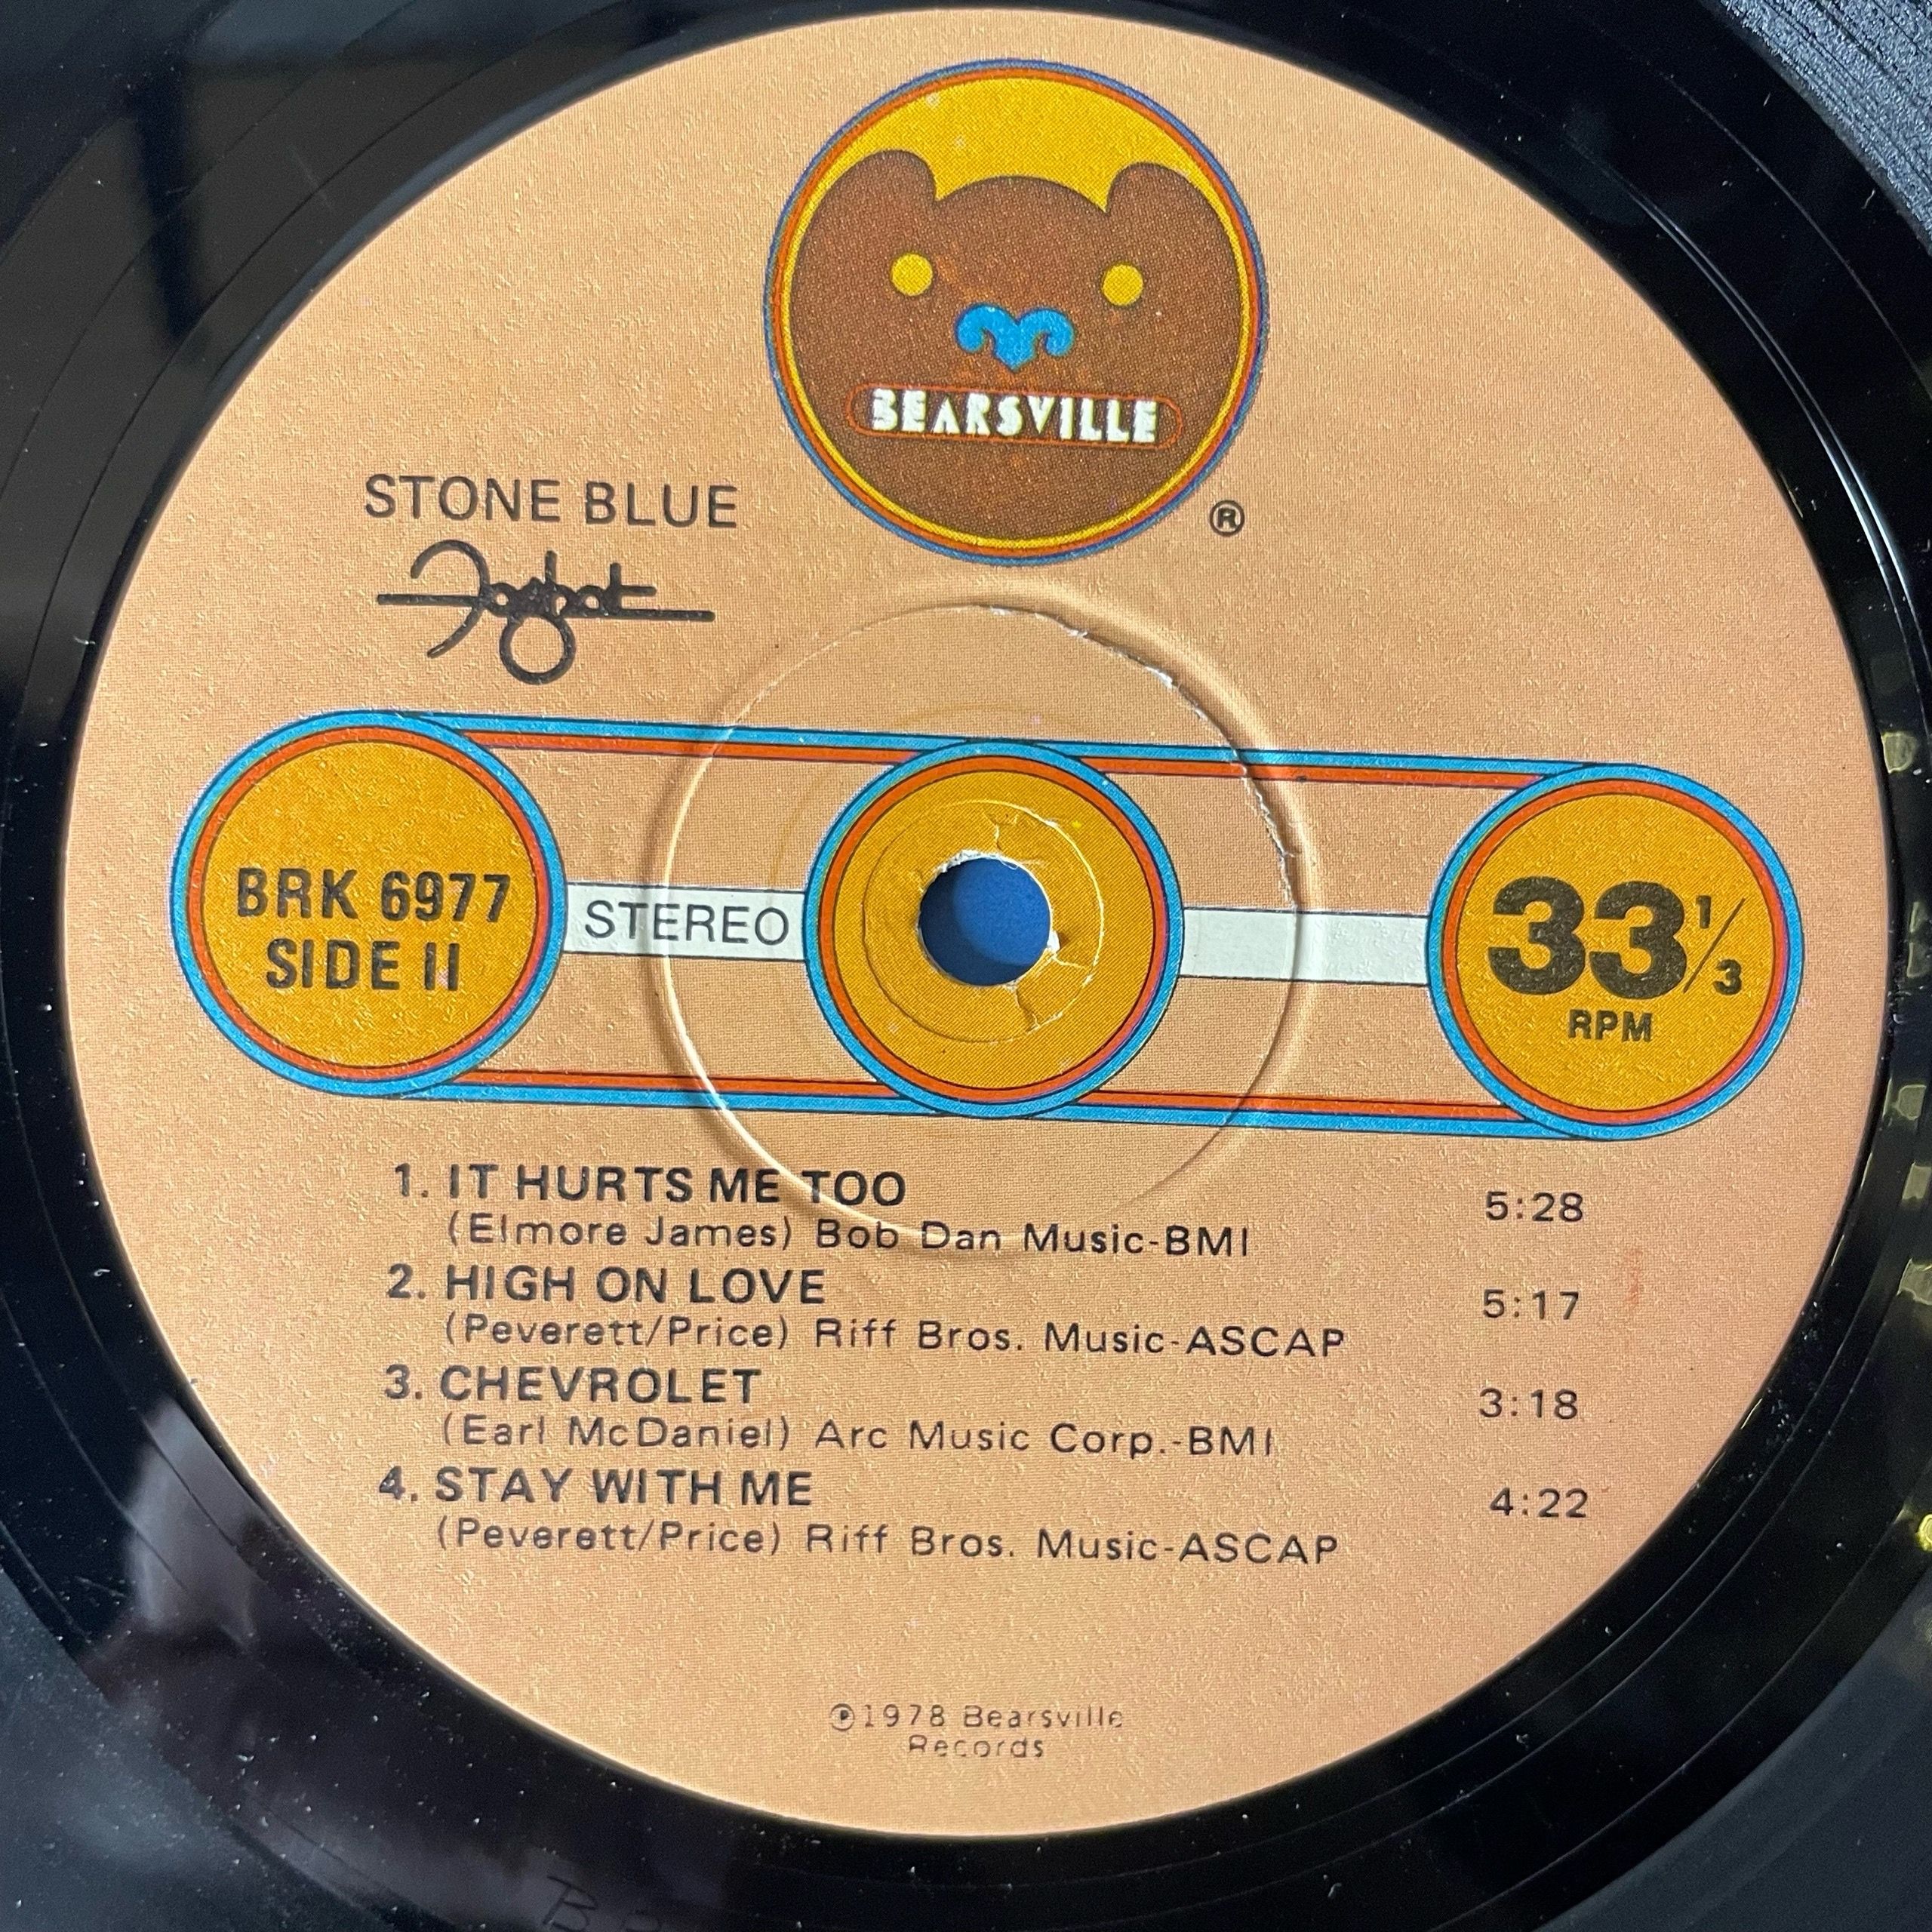 BEARSVILLE
®
STONE BLUE
Foghat
BRK 6977
SIDE II
STEREO
33 1/3
RPM
1. IT HURTS ME TOO 5:28
(Elmore James) Bob Dan Music-BMI
2. HIGH ON LOVE 5:17
(Peverett/Price) Riff Bros. Music-ASCAP
3. CHEVROLET 3:18
(Earl McDaniel) Arc Music Corp.-BMI
4. STAY WITH ME 4:22
(Peverett/Price) Riff Bros. Music-ASCAP
℗1978 Bearsville
Records